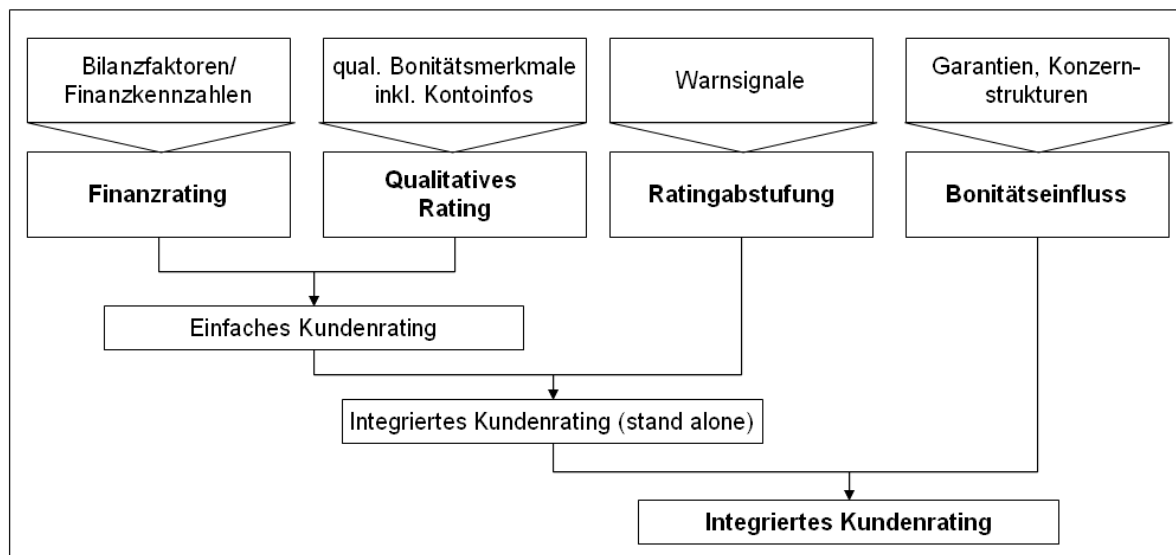 Bilanzfaktoren/
Finanzkennzahlen
qual. Bonitätsmerkmale
inkl. Kontoinfos
Warnsignale
Garantien, Konzern-
strukturen
Finanzrating
Qualitatives
Rating
Ratingabstufung
Bonitätseinfluss
Einfaches Kundenrating
Integriertes Kundenrating (stand alone)
Integriertes Kundenrating